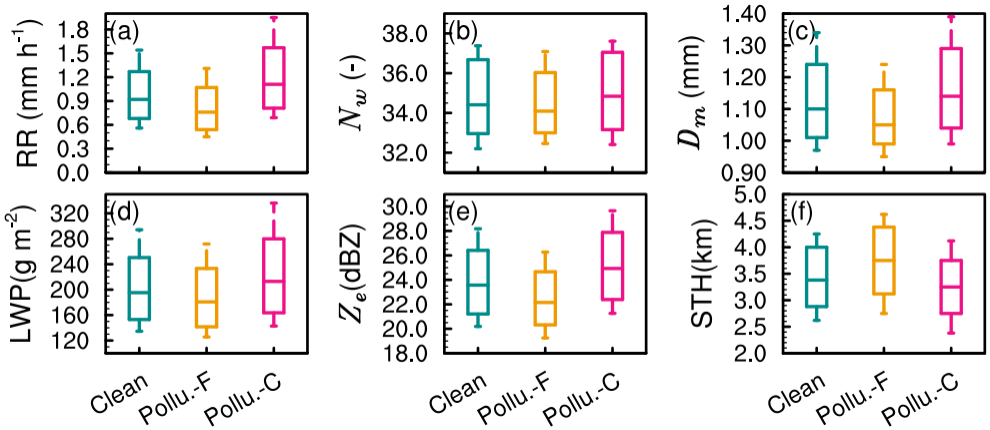 RR (mm h⁻¹)
1.8
1.5
1.2
0.9
0.6
0.3
0.0
(a)
N_w (-)
38.0
36.0
34.0
32.0
(b)
D_m (mm)
1.40
1.30
1.20
1.10
1.00
0.90
(c)
LWP(g m⁻²)
320
280
240
200
160
120
(d)
Clean
Pollu.-F
Pollu.-C
Z_e(dBZ)
30.0
28.0
26.0
24.0
22.0
20.0
18.0
(e)
Clean
Pollu.-F
Pollu.-C
STH(km)
5.0
4.5
4.0
3.5
3.0
2.5
2.0
(f)
Clean
Pollu.-F
Pollu.-C